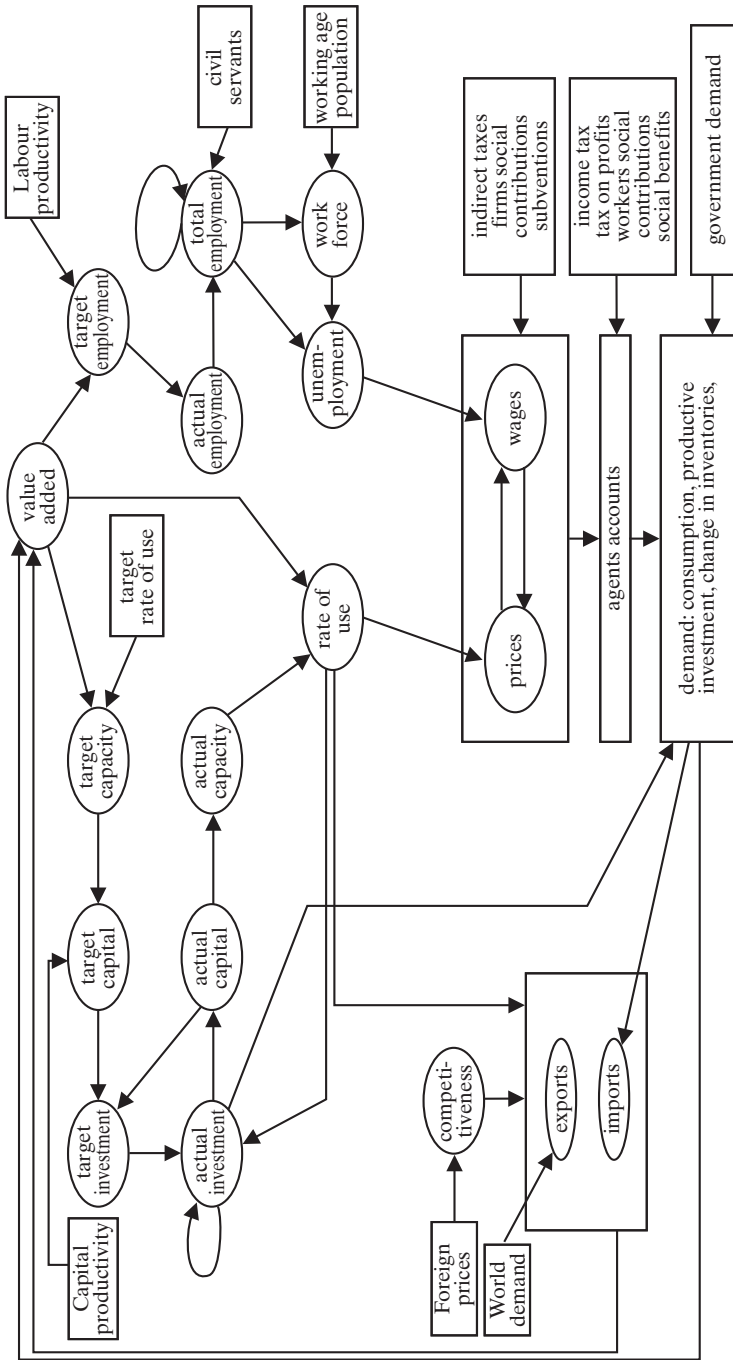 Capital
productivity
target
investment
target
capital
target
capacity
target
rate of use
value
added
target
employment
Labour
productivity
actual
investment
actual
capital
actual
capacity
actual
employment
total
employment
civil
servants
rate of
use
unem-
ployment
work
force
working age
population
Foreign
prices
competi-
tiveness
World
demand
exports
imports
prices
wages
indirect taxes
firms social
contributions
subventions
agents accounts
income tax
tax on profits
workers social
contributions
social benefits
demand: consumption, productive
investment, change in inventories,
government demand